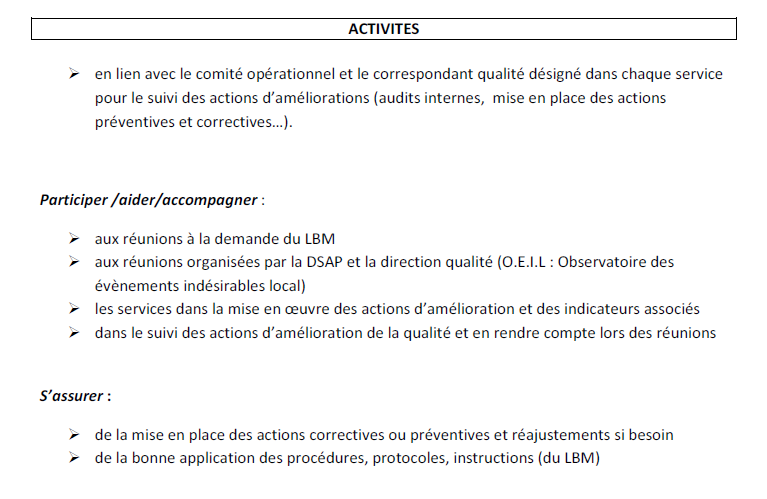 ACTIVITES
➢ en lien avec le comité opérationnel et le correspondant qualité désigné dans chaque service
pour le suivi des actions d’améliorations (audits internes,  mise en place des actions
préventives et correctives…).
Participer /aider/accompagner :
➢ aux réunions à la demande du LBM
➢ aux réunions organisées par la DSAP et la direction qualité (O.E.I.L : Observatoire des
évènements indésirables local)
➢ les services dans la mise en œuvre des actions d’amélioration et des indicateurs associés
➢ dans le suivi des actions d’amélioration de la qualité et en rendre compte lors des réunions
S’assurer :
➢ de la mise en place des actions correctives ou préventives et réajustements si besoin
➢ de la bonne application des procédures, protocoles, instructions (du LBM)